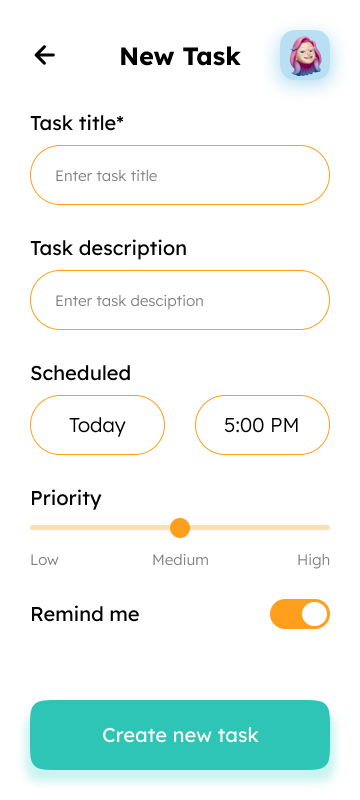 New Task
Task title*
Enter task title
Task description
Enter task desciption
Scheduled
Today 5:00 PM
Priority
Low Medium High
Remind me
Create new task